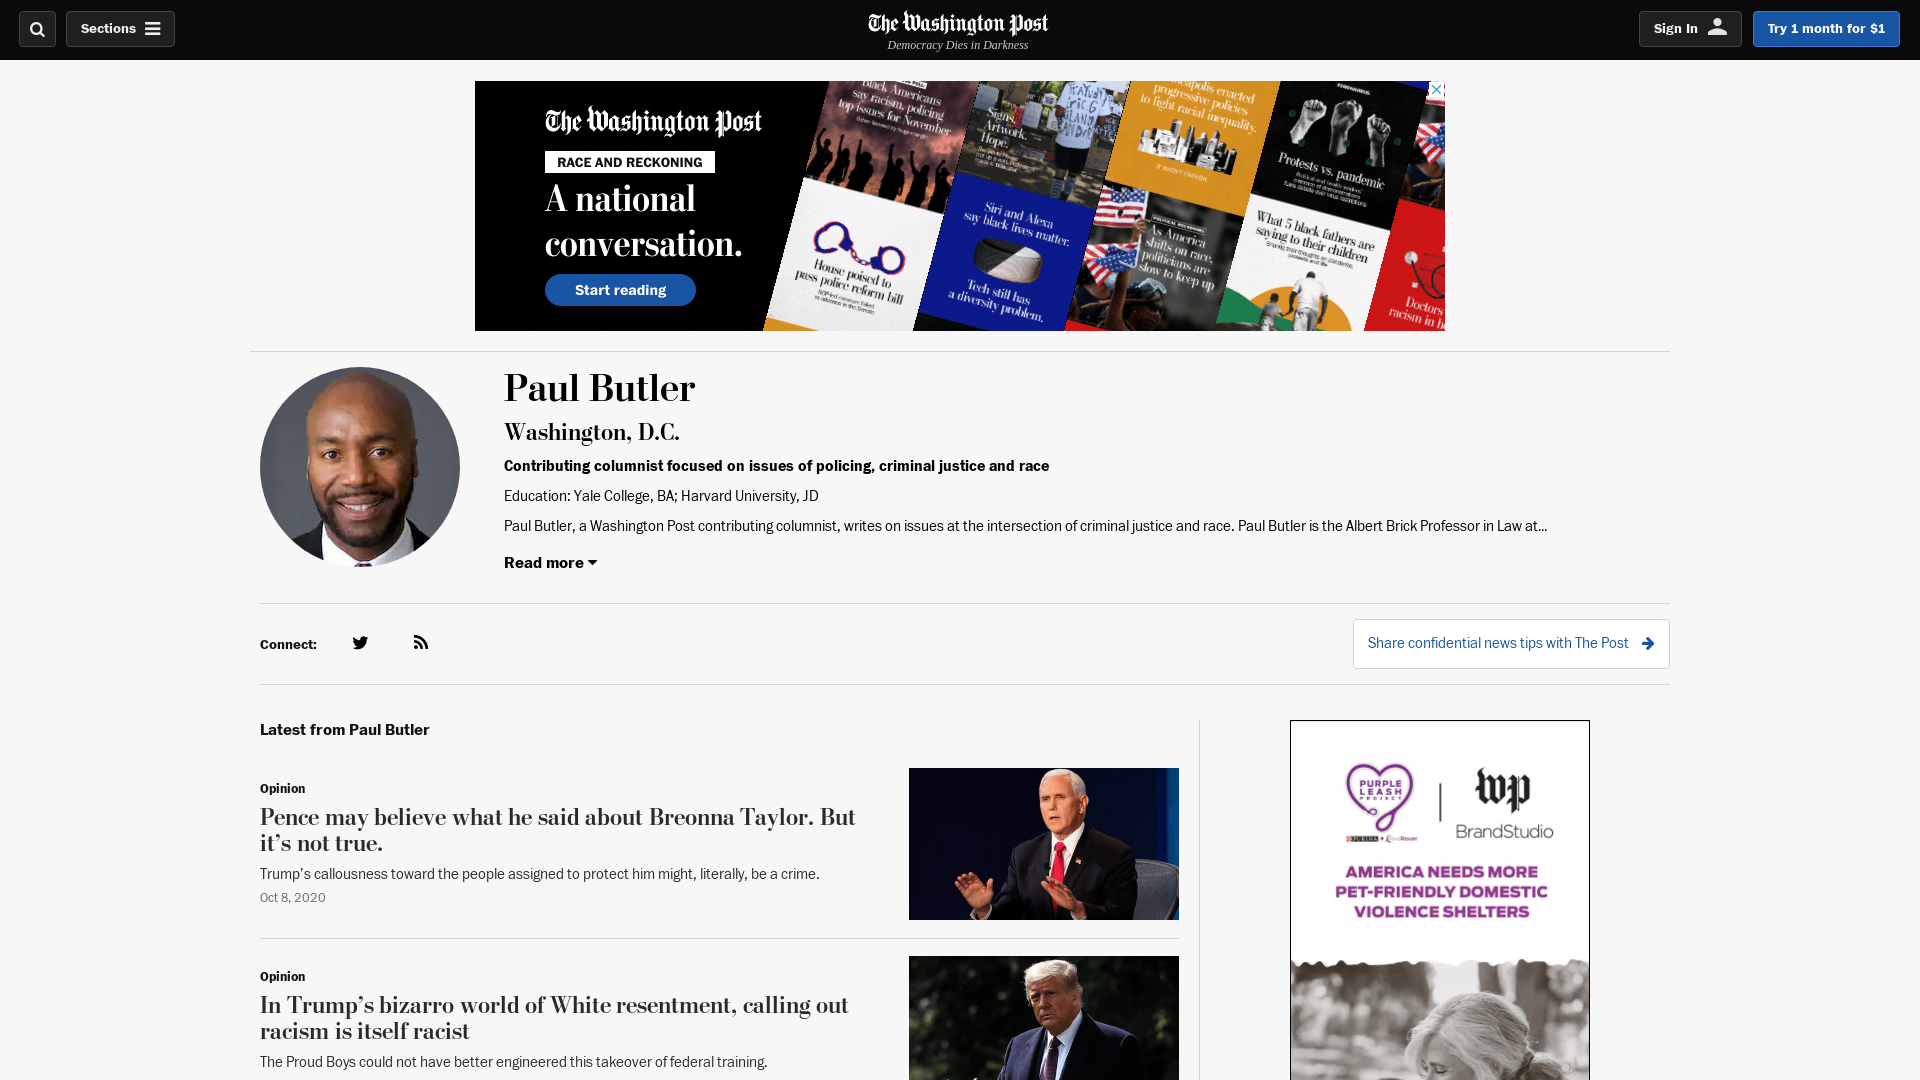 Sections
The Washington Post
Democracy Dies in Darkness
Sign In
Try 1 month for $1
The Washington Post
RACE AND RECKONING
A national
conversation.
Start reading
black Americans
say racism, policing
top issues for November
Signs.
Artwork.
Hope.
enacted
progressive policies
to fight racial inequality.
IT WASN'T ENOUGH.
CORONAVIRUS
Protests vs. pandemic
House poised to
pass police reform bill
Siri and Alexa
say black lives matter.
Tech still has
a diversity problem.
POLITICAL RECKONING
As America
shifts on race,
politicians are
slow to keep up
What 5 black fathers are
saying to their children
Doctors
racism in
Paul Butler
Washington, D.C.
Contributing columnist focused on issues of policing, criminal justice and race
Education: Yale College, BA; Harvard University, JD
Paul Butler, a Washington Post contributing columnist, writes on issues at the intersection of criminal justice and race. Paul Butler is the Albert Brick Professor in Law at...
Read more
Connect:
Share confidential news tips with The Post
Latest from Paul Butler
Opinion
Pence may believe what he said about Breonna Taylor. But
it’s not true.
Trump’s callousness toward the people assigned to protect him might, literally, be a crime.
Oct 8, 2020
Opinion
In Trump’s bizarro world of White resentment, calling out
racism is itself racist
The Proud Boys could not have better engineered this takeover of federal training.
PURPLE
LEASH
PROJECT
PURINA
wp
BrandStudio
AMERICA NEEDS MORE
PET-FRIENDLY DOMESTIC
VIOLENCE SHELTERS